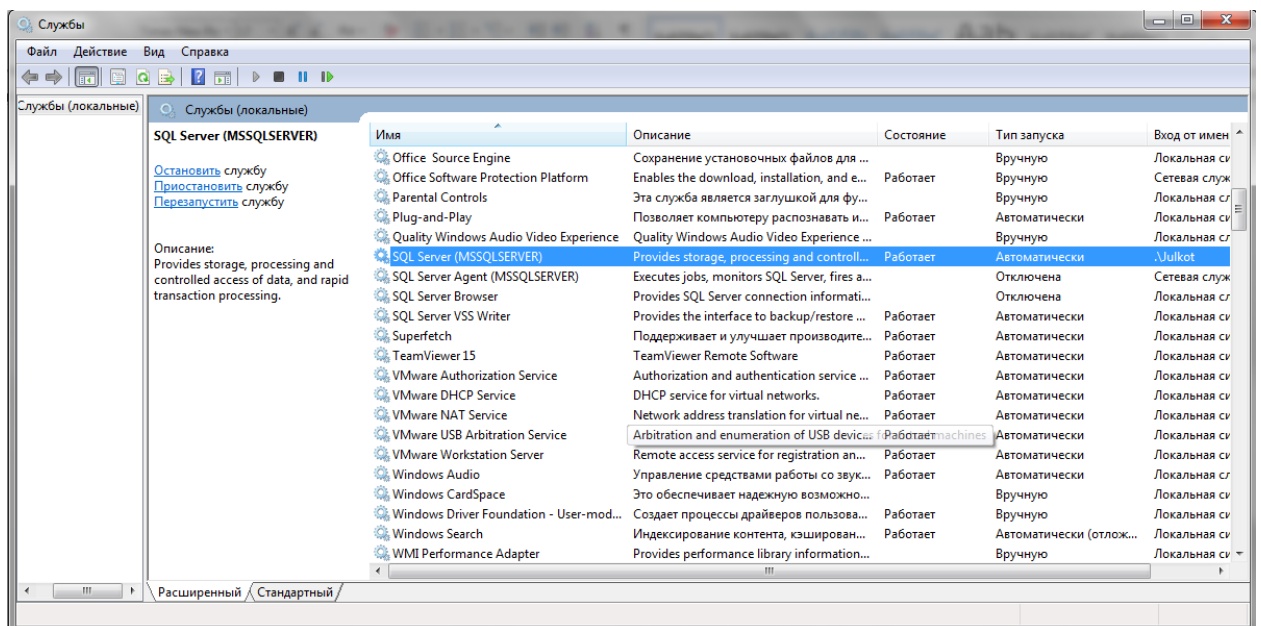 Службы
Файл Действие Вид Справка
Службы (локальные)
Службы (локальные)
SQL Server (MSSQLSERVER)
Остановить службу
Приостановить службу
Перезапустить службу
Описание:
Provides storage, processing and
controlled access of data, and rapid
transaction processing.
Имя Описание Состояние Тип запуска Вход от имен
Office Source Engine Сохранение установочных файлов для ... Вручную Локальная си
Office Software Protection Platform Enables the download, installation, and e... Работает Вручную Сетевая служ
Parental Controls Эта служба является заглушкой для фу... Вручную Локальная сл
Plug-and-Play Позволяет компьютеру распознавать и... Работает Автоматически Локальная си
Quality Windows Audio Video Experience Quality Windows Audio Video Experience ... Вручную Локальная сл
SQL Server (MSSQLSERVER) Provides storage, processing and controll... Работает Автоматически .\Julkot
SQL Server Agent (MSSQLSERVER) Executes jobs, monitors SQL Server, fires a... Отключена Сетевая служ
SQL Server Browser Provides SQL Server connection informati... Отключена Локальная сл
SQL Server VSS Writer Provides the interface to backup/restore ... Работает Автоматически Локальная си
Superfetch Поддерживает и улучшает производите... Работает Автоматически Локальная си
TeamViewer 15 TeamViewer Remote Software Работает Автоматически Локальная си
VMware Authorization Service Authorization and authentication service ... Работает Автоматически Локальная си
VMware DHCP Service DHCP service for virtual networks. Работает Автоматически Локальная си
VMware NAT Service Network address translation for virtual ne... Работает Автоматически Локальная си
VMware USB Arbitration Service Arbitration and enumeration of USB devices Работает machines Автоматически Локальная си
VMware Workstation Server Remote access service for registration an... Работает Автоматически Локальная си
Windows Audio Управление средствами работы со звук... Работает Автоматически Локальная сл
Windows CardSpace Это обеспечивает надежную возможно... Вручную Локальная си
Windows Driver Foundation - User-mod... Создает процессы драйверов пользова... Работает Вручную Локальная си
Windows Search Индексирование контента, кэширован... Работает Автоматически (отлож... Локальная си
WMI Performance Adapter Provides performance library information... Вручную Локальная си
Расширенный Стандартный